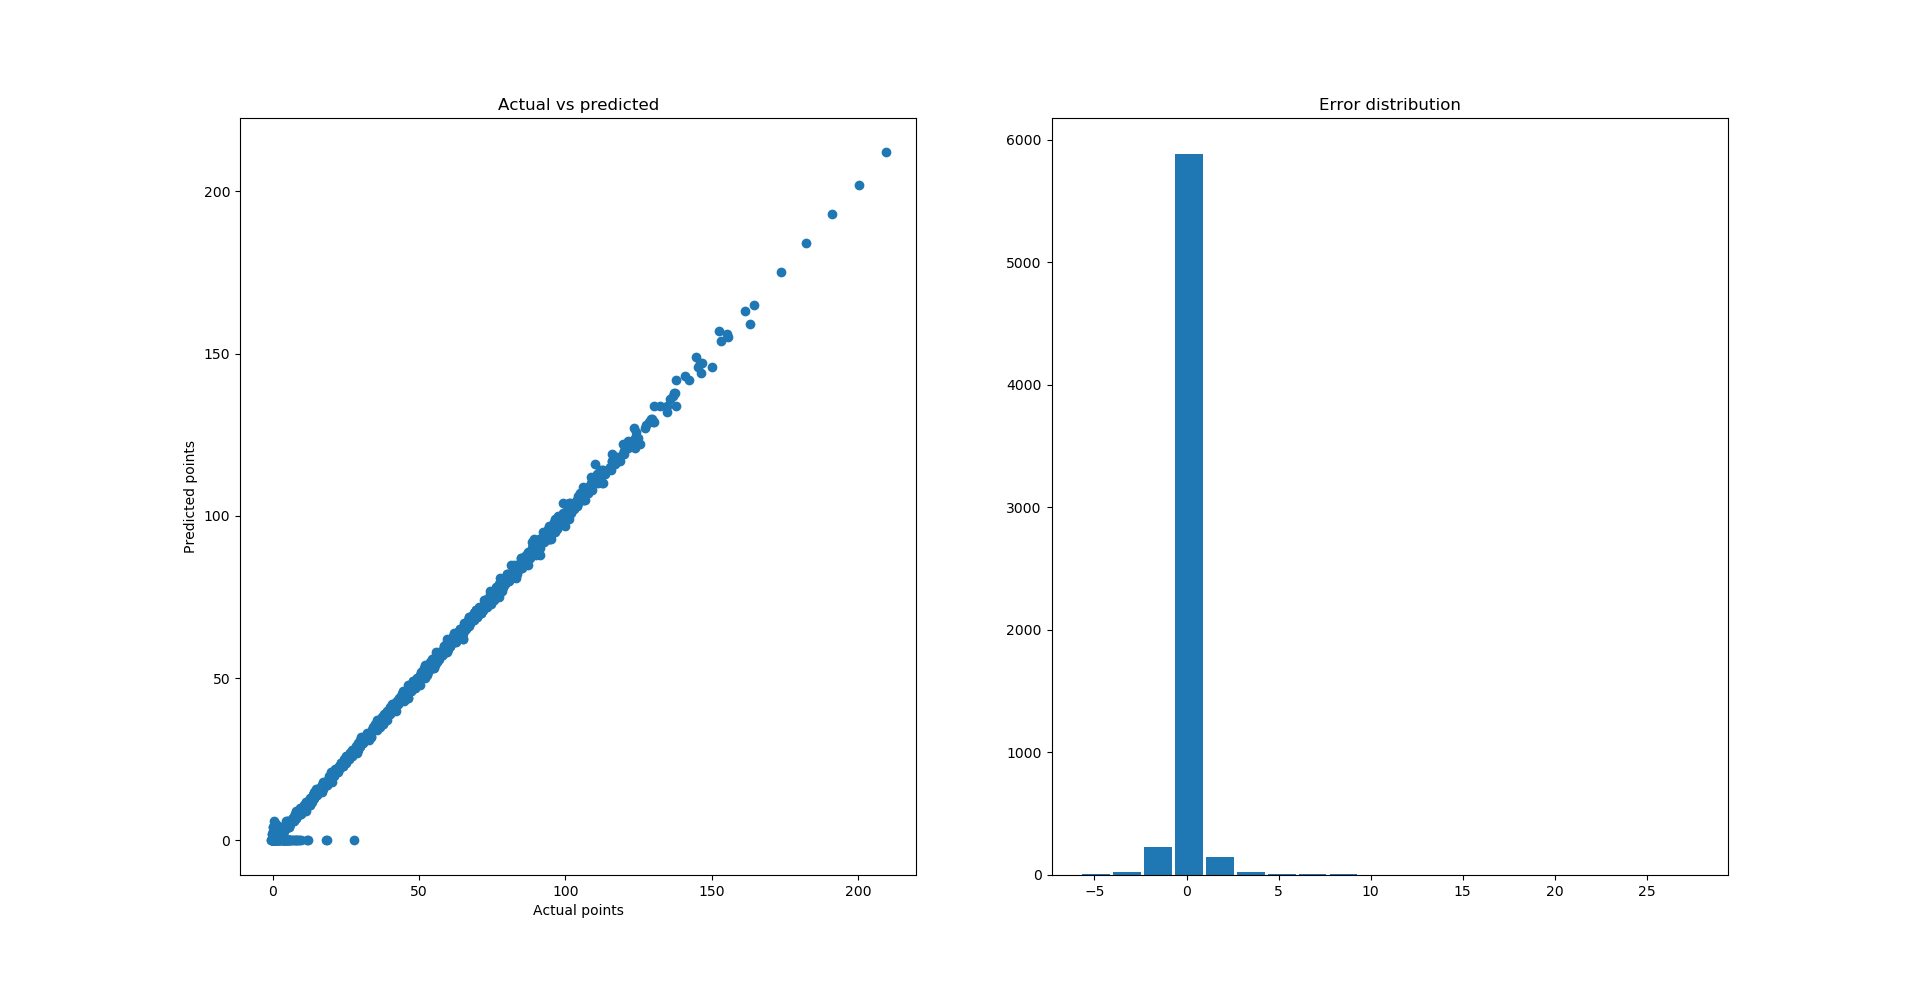 Actual vs predicted
200
150
100
50
0
0 50 100 150 200
Predicted points
Actual points
Error distribution
6000
5000
4000
3000
2000
1000
0
−5 0 5 10 15 20 25